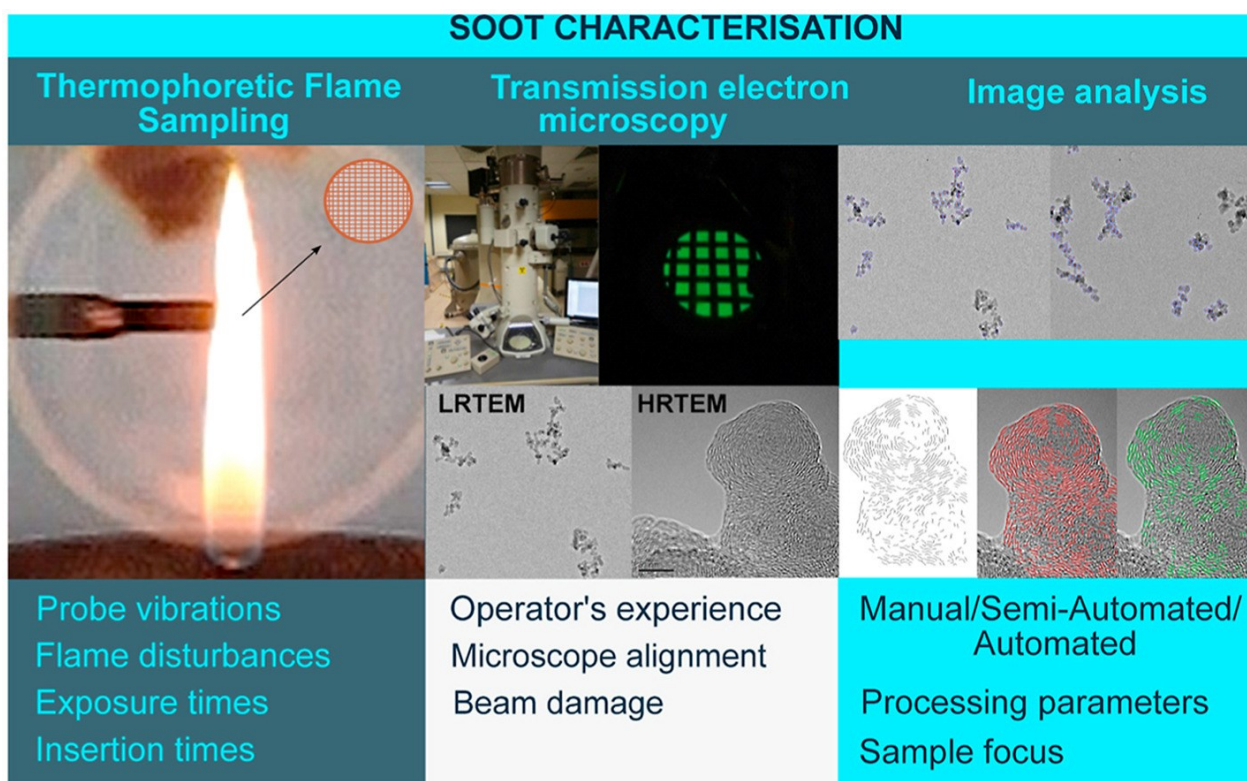 SOOT CHARACTERISATION
Thermophoretic Flame
Sampling
Transmission electron
microscopy
Image analysis
LRTEM
HRTEM
Probe vibrations
Flame disturbances
Exposure times
Insertion times
Operator's experience
Microscope alignment
Beam damage
Manual/Semi-Automated/
Automated
Processing parameters
Sample focus